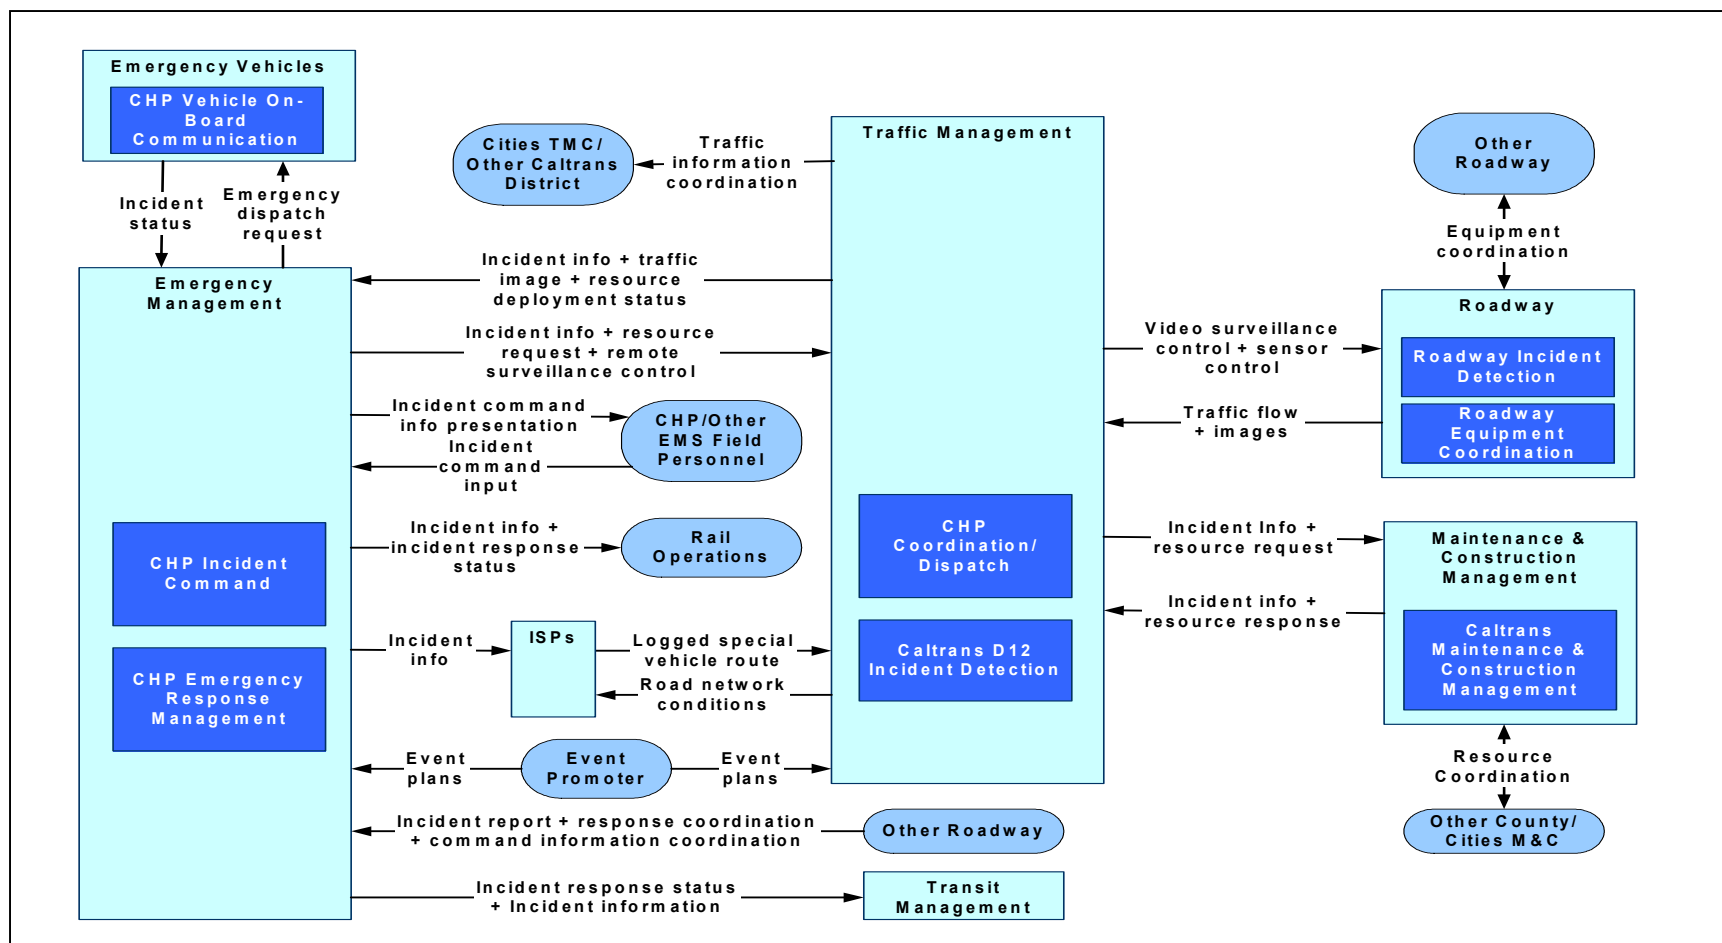 Emergency Vehicles
CHP Vehicle On-
Board
Communication
Incident
status
Emergency
dispatch
request
Emergency
Management
CHP Incident
Command
CHP Emergency
Response
Management
Cities TMC/
Other Caltrans
District
Traffic
information
coordination
Incident info + traffic
image + resource
deployment status
Incident info + resource
request + remote
surveillance control
Incident command
info presentation
Incident
command
input
CHP/Other
EMS Field
Personnel
Incident info +
incident response
status
Rail
Operations
Incident
info
ISPs
Logged special
vehicle route
Road network
conditions
Event
plans
Event
Promoter
Event
plans
Incident report + response coordination
+ command information coordination
Other Roadway
Incident response status
+ Incident information
Transit
Management
Traffic Management
CHP
Coordination/
Dispatch
Caltrans D12
Incident Detection
Video surveillance
control + sensor
control
Traffic flow
+ images
Incident Info +
resource request
Incident info +
resource response
Other
Roadway
Equipment
coordination
Roadway
Roadway Incident
Detection
Roadway
Equipment
Coordination
Maintenance &
Construction
Management
Caltrans
Maintenance &
Construction
Management
Resource
Coordination
Other County/
Cities M&C